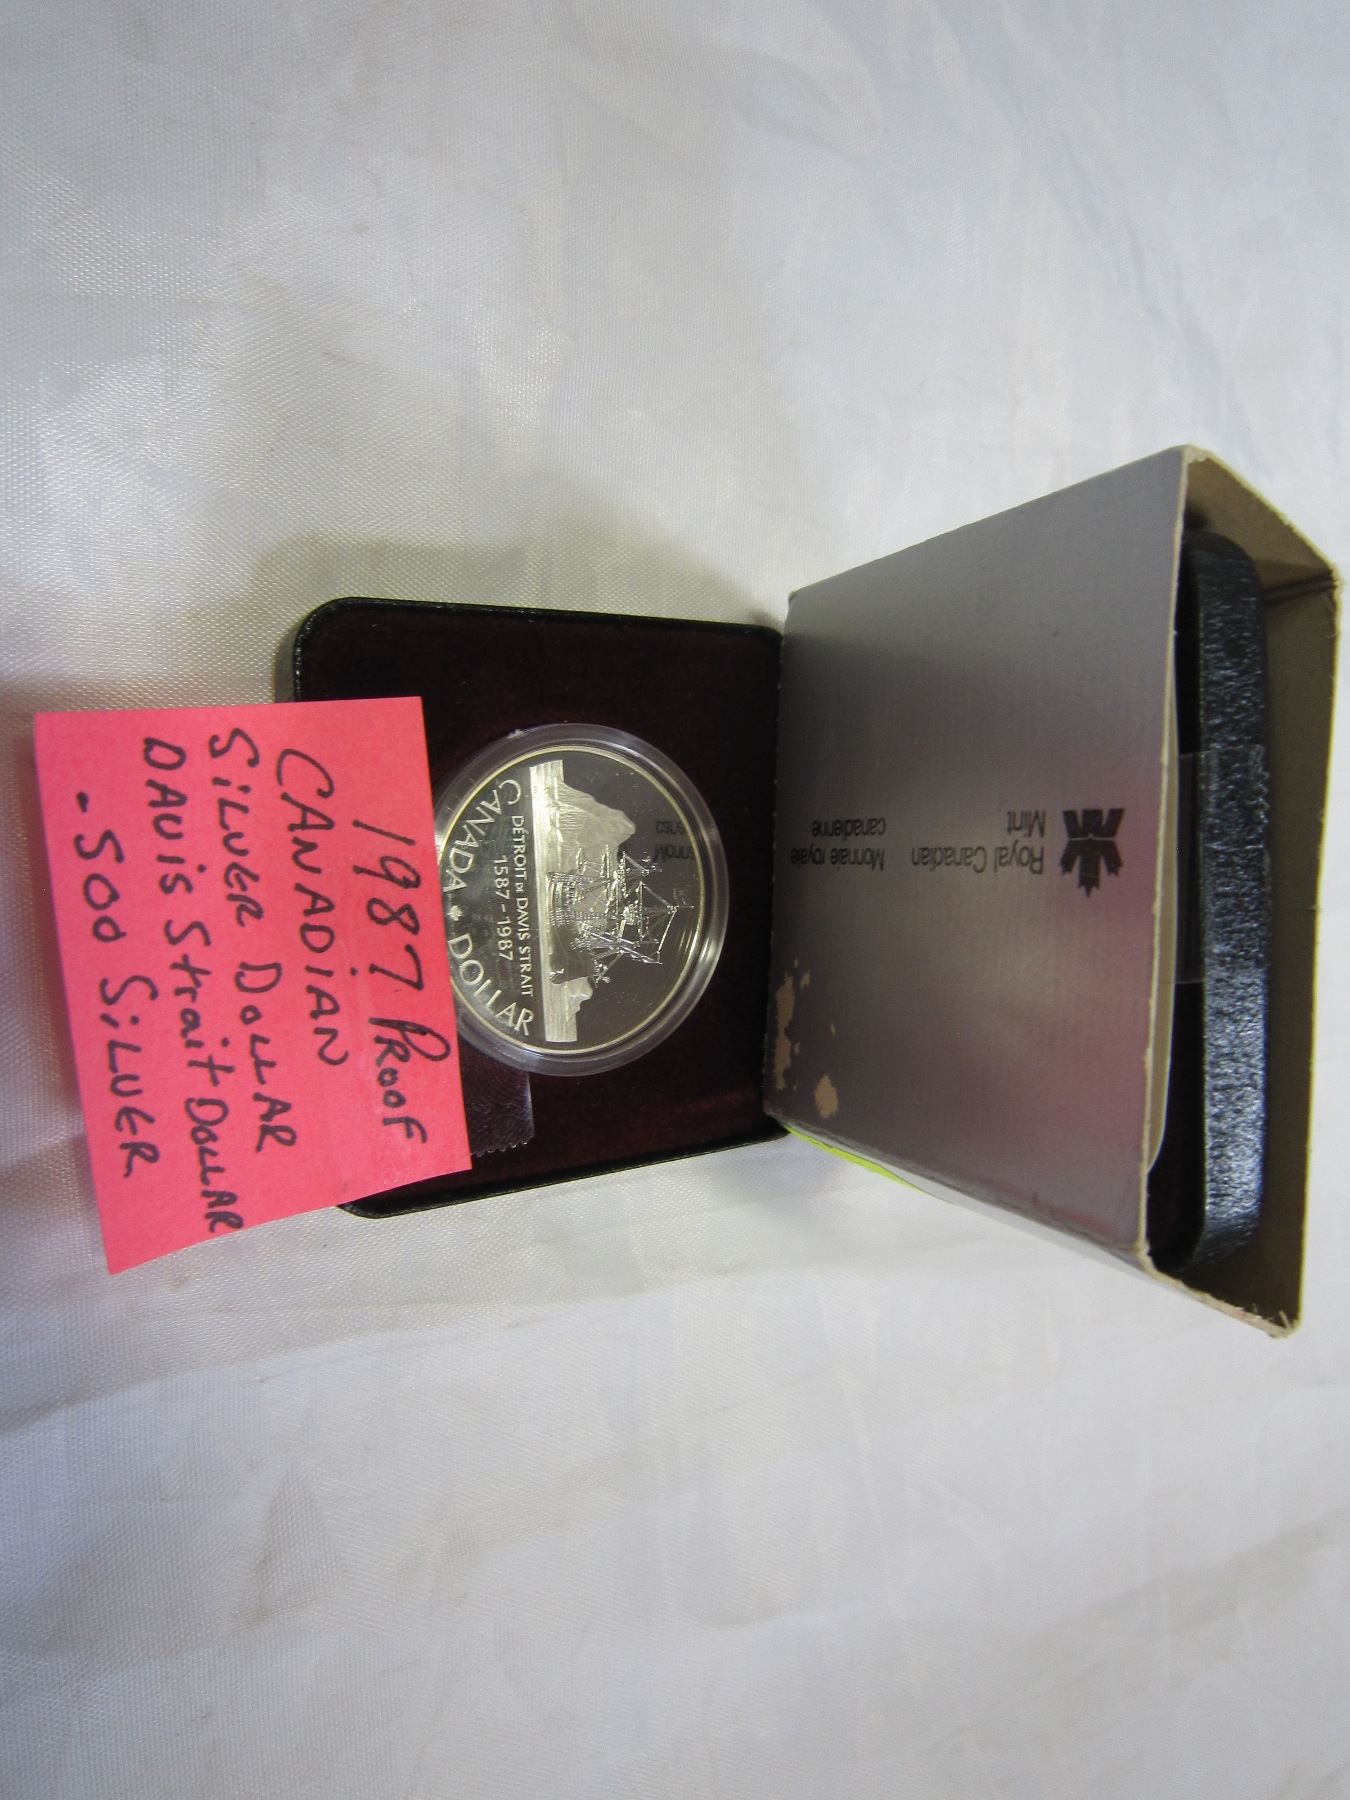 1987 PROOF
CANADIAN
SILVER DOLLAR
DAVIS Strait DOLLAR
-500 SILVER
CANADA DOLLAR
DÉTROIT DE DAVIS STRAIT
1587-1987
Royal Canadian
Mint
Monnaie royale
canadienne